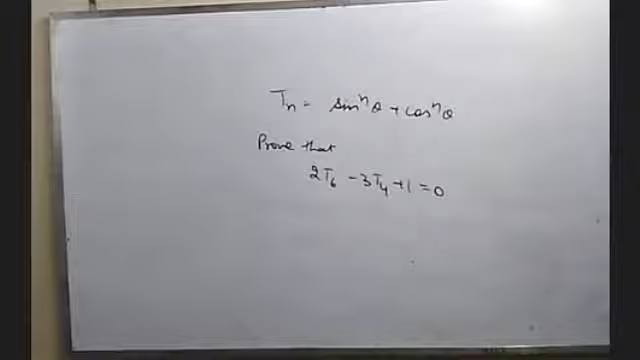 Tₙ = sinⁿθ + cosⁿθ
Prove that
2T₆ - 3T₄ + 1 = 0